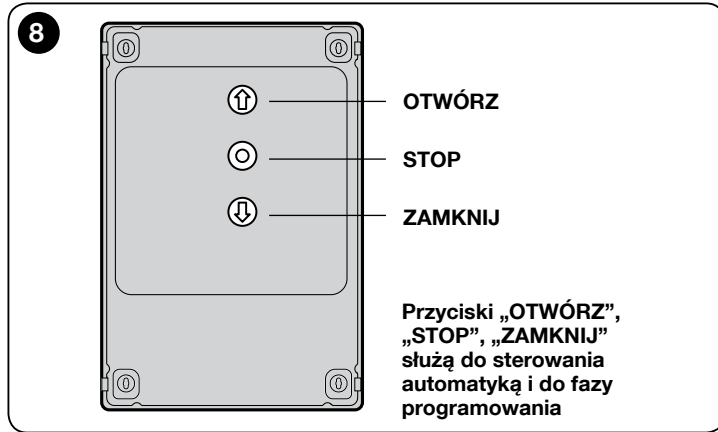 8
OTWÓRZ
STOP
ZAMKNIJ
Przyciski „OTWÓRZ”,
„STOP”, „ZAMKNIJ”
służą do sterowania
automatyką i do fazy
programowania